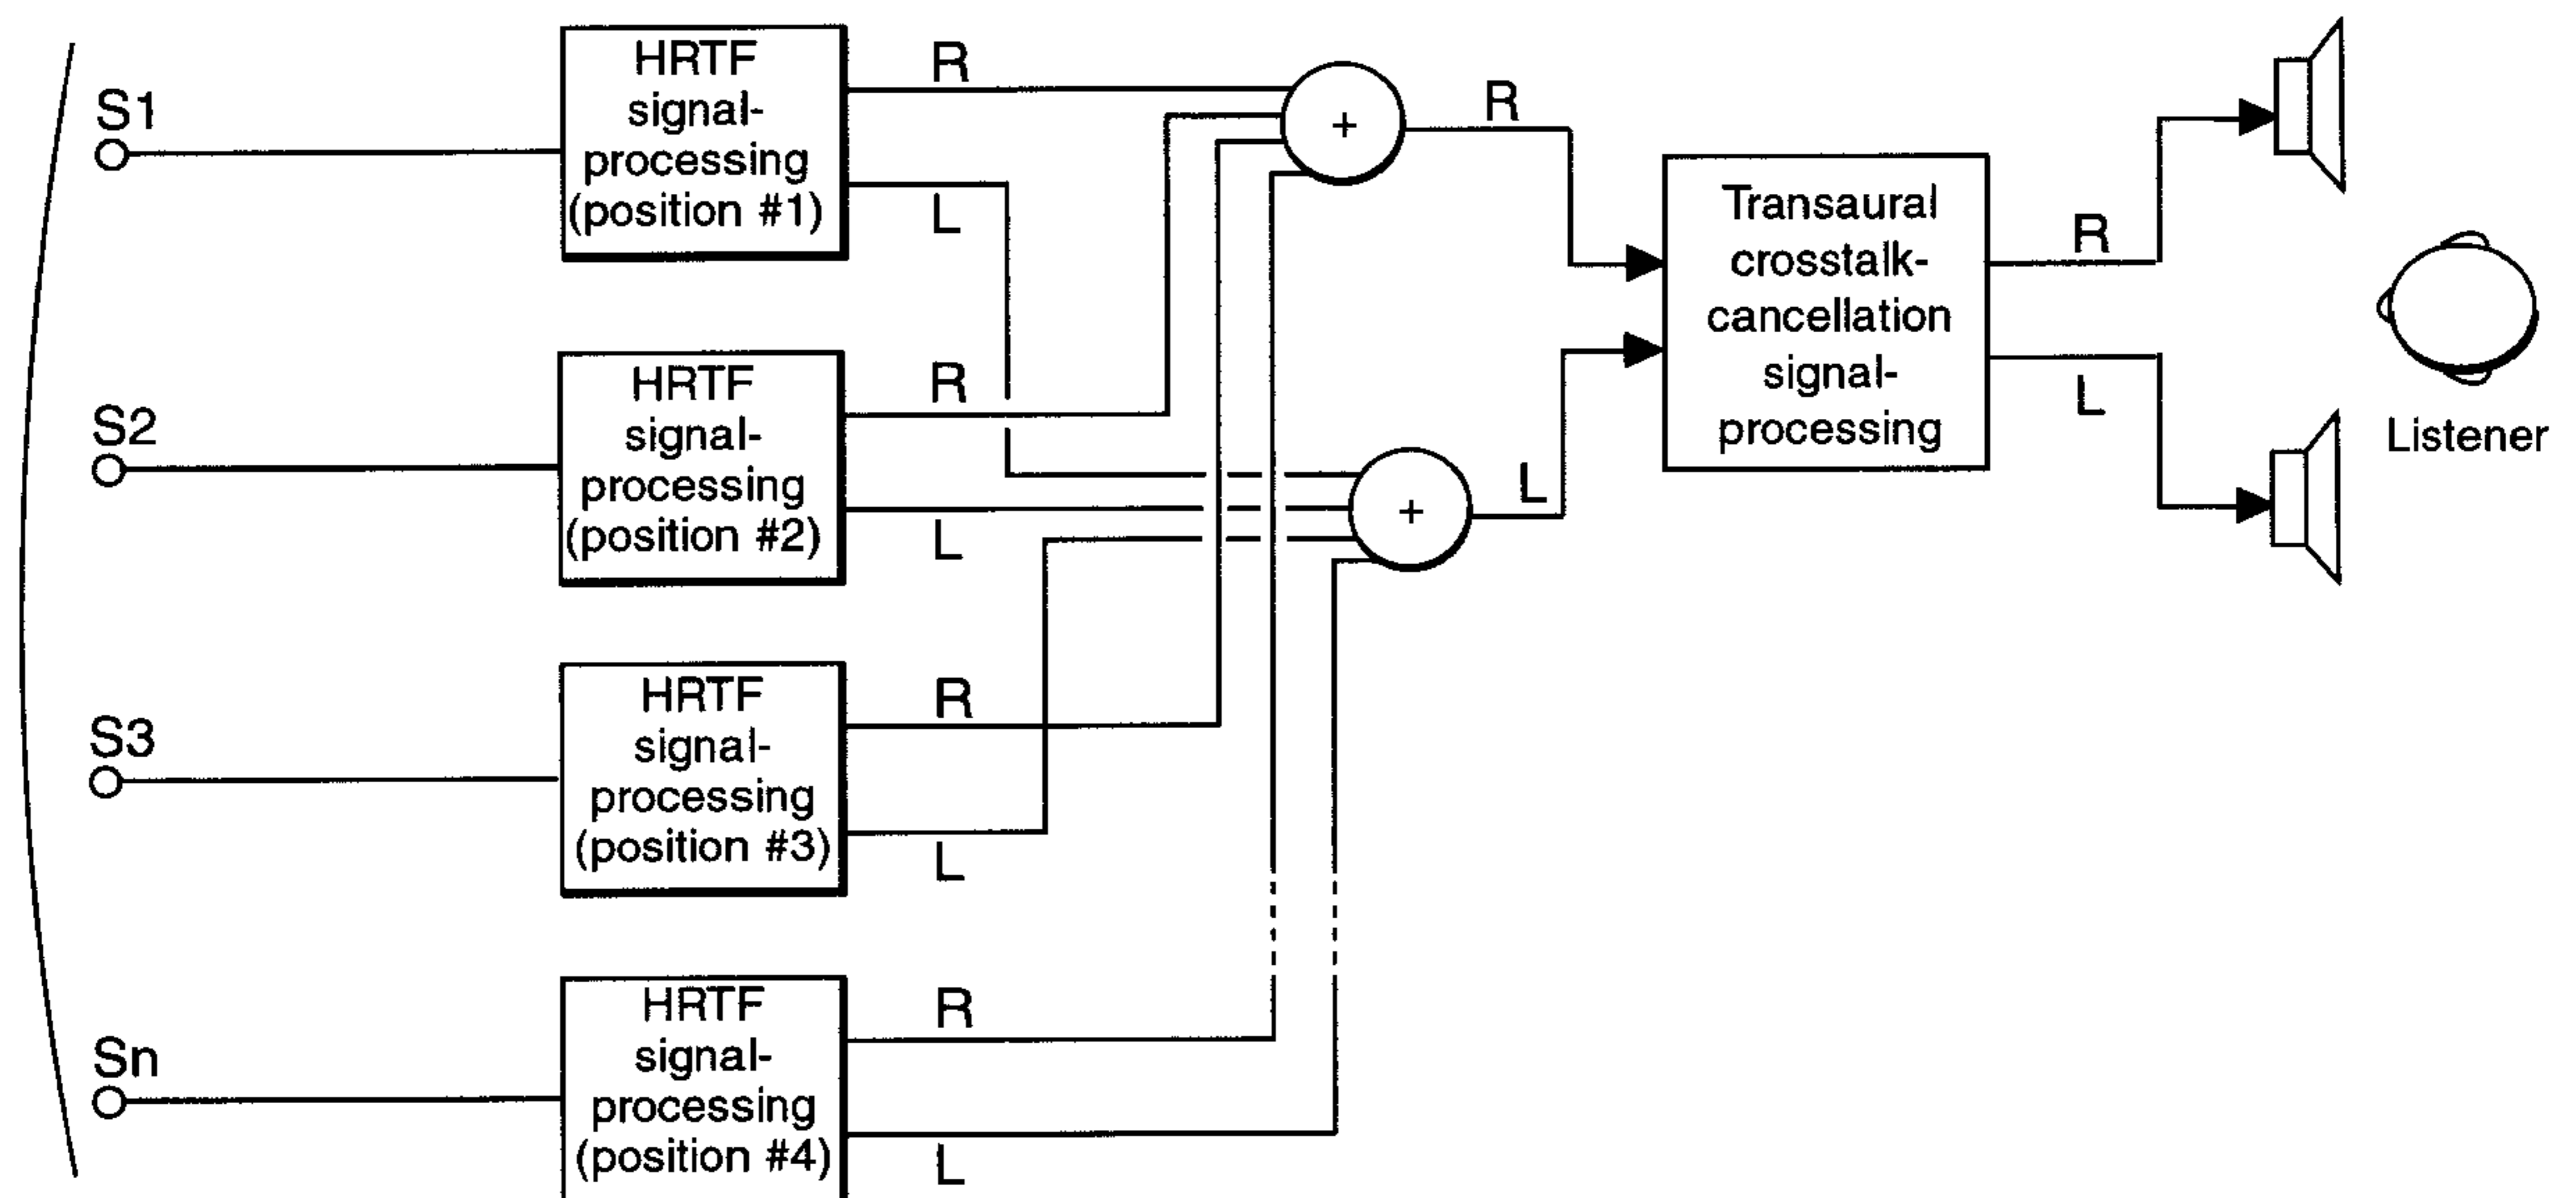 S1
HRTF
signal-
processing
(position #1)
R
L
+
R
S2
HRTF
signal-
processing
(position #2)
R
L
+
L
S3
HRTF
signal-
processing
(position #3)
R
L
Sn
HRTF
signal-
processing
(position #4)
R
L
Transaural
crosstalk-
cancellation
signal-
processing
R
L
Listener